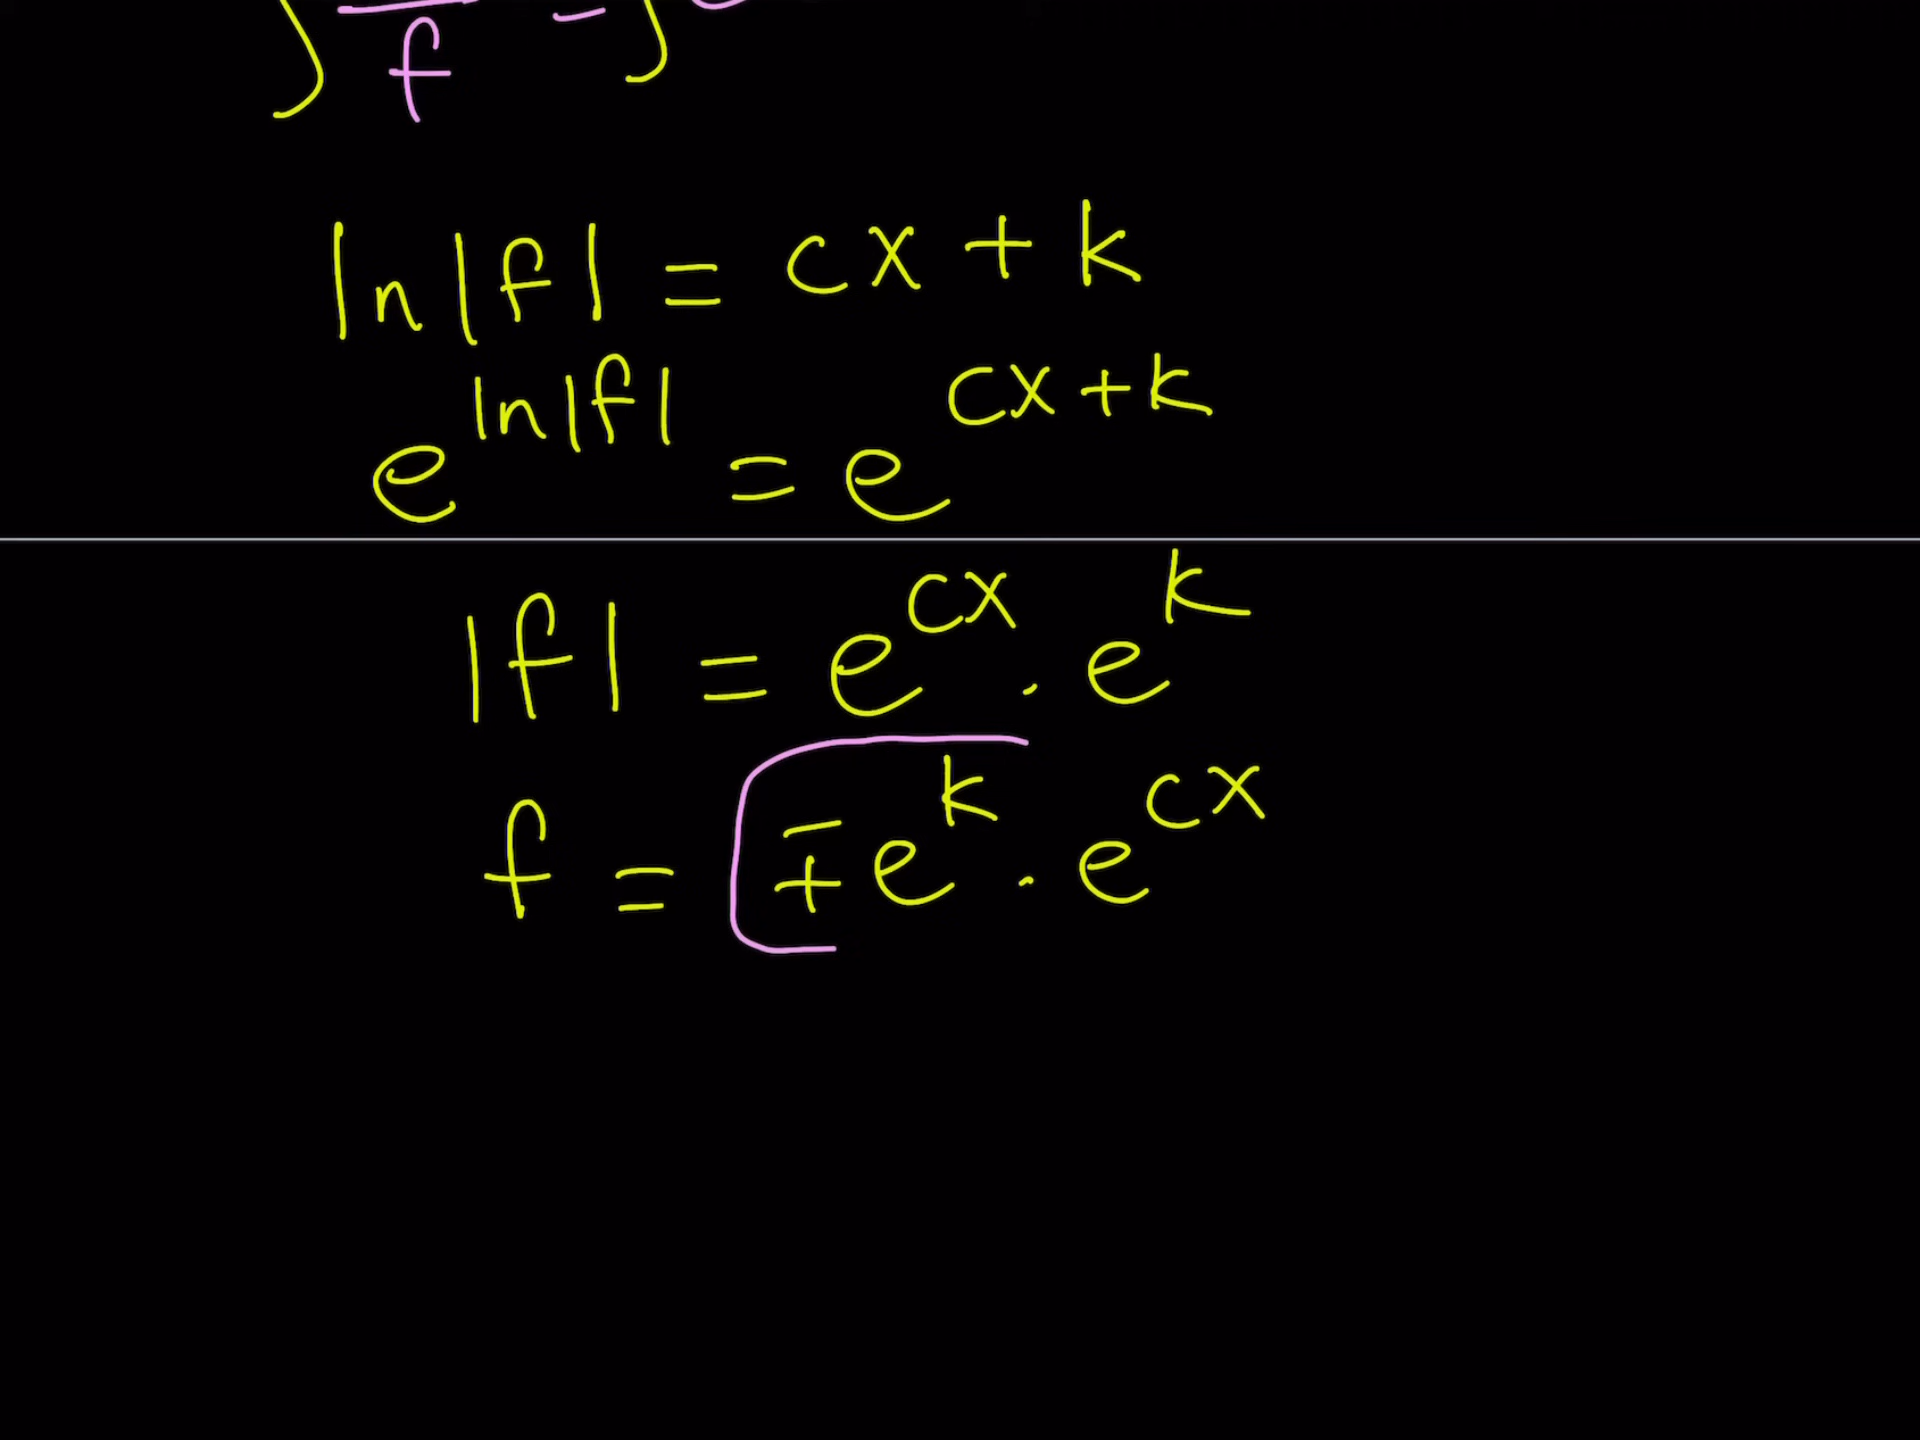 ∫ — f = ∫
ln|f| = cx + k
e^{ln|f|} = e^{cx+k}
|f| = e^{cx} . e^{k}
f = ∓e^{k} . e^{cx}